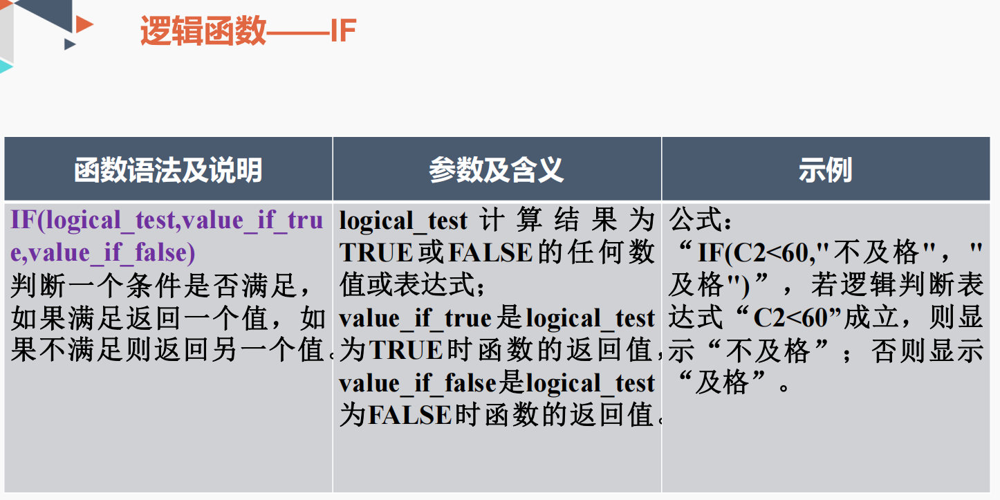 逻辑函数——IF
函数语法及说明
参数及含义
示例
IF(logical_test,value_if_tru
e,value_if_false)
判断一个条件是否满足，
如果满足返回一个值，如
果不满足则返回另一个值。
logical_test 计算结果为
TRUE或FALSE的任何数
值或表达式；
value_if_true是logical_test
为TRUE时函数的返回值，
value_if_false是logical_test
为FALSE时函数的返回值。
公式：
“IF(C2<60,"不及格"，"
及格")”，若逻辑判断表
达式“C2<60”成立，则显
示“不及格”；否则显示
“及格”。